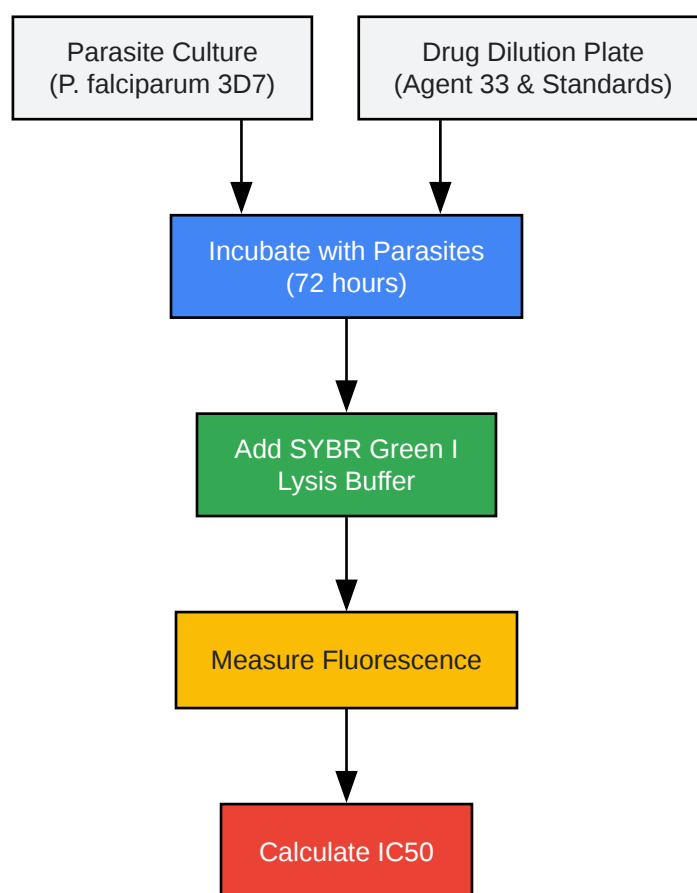 Parasite Culture
(P. falciparum 3D7)
Drug Dilution Plate
(Agent 33 & Standards)
Incubate with Parasites
(72 hours)
Add SYBR Green I
Lysis Buffer
Measure Fluorescence
Calculate IC50